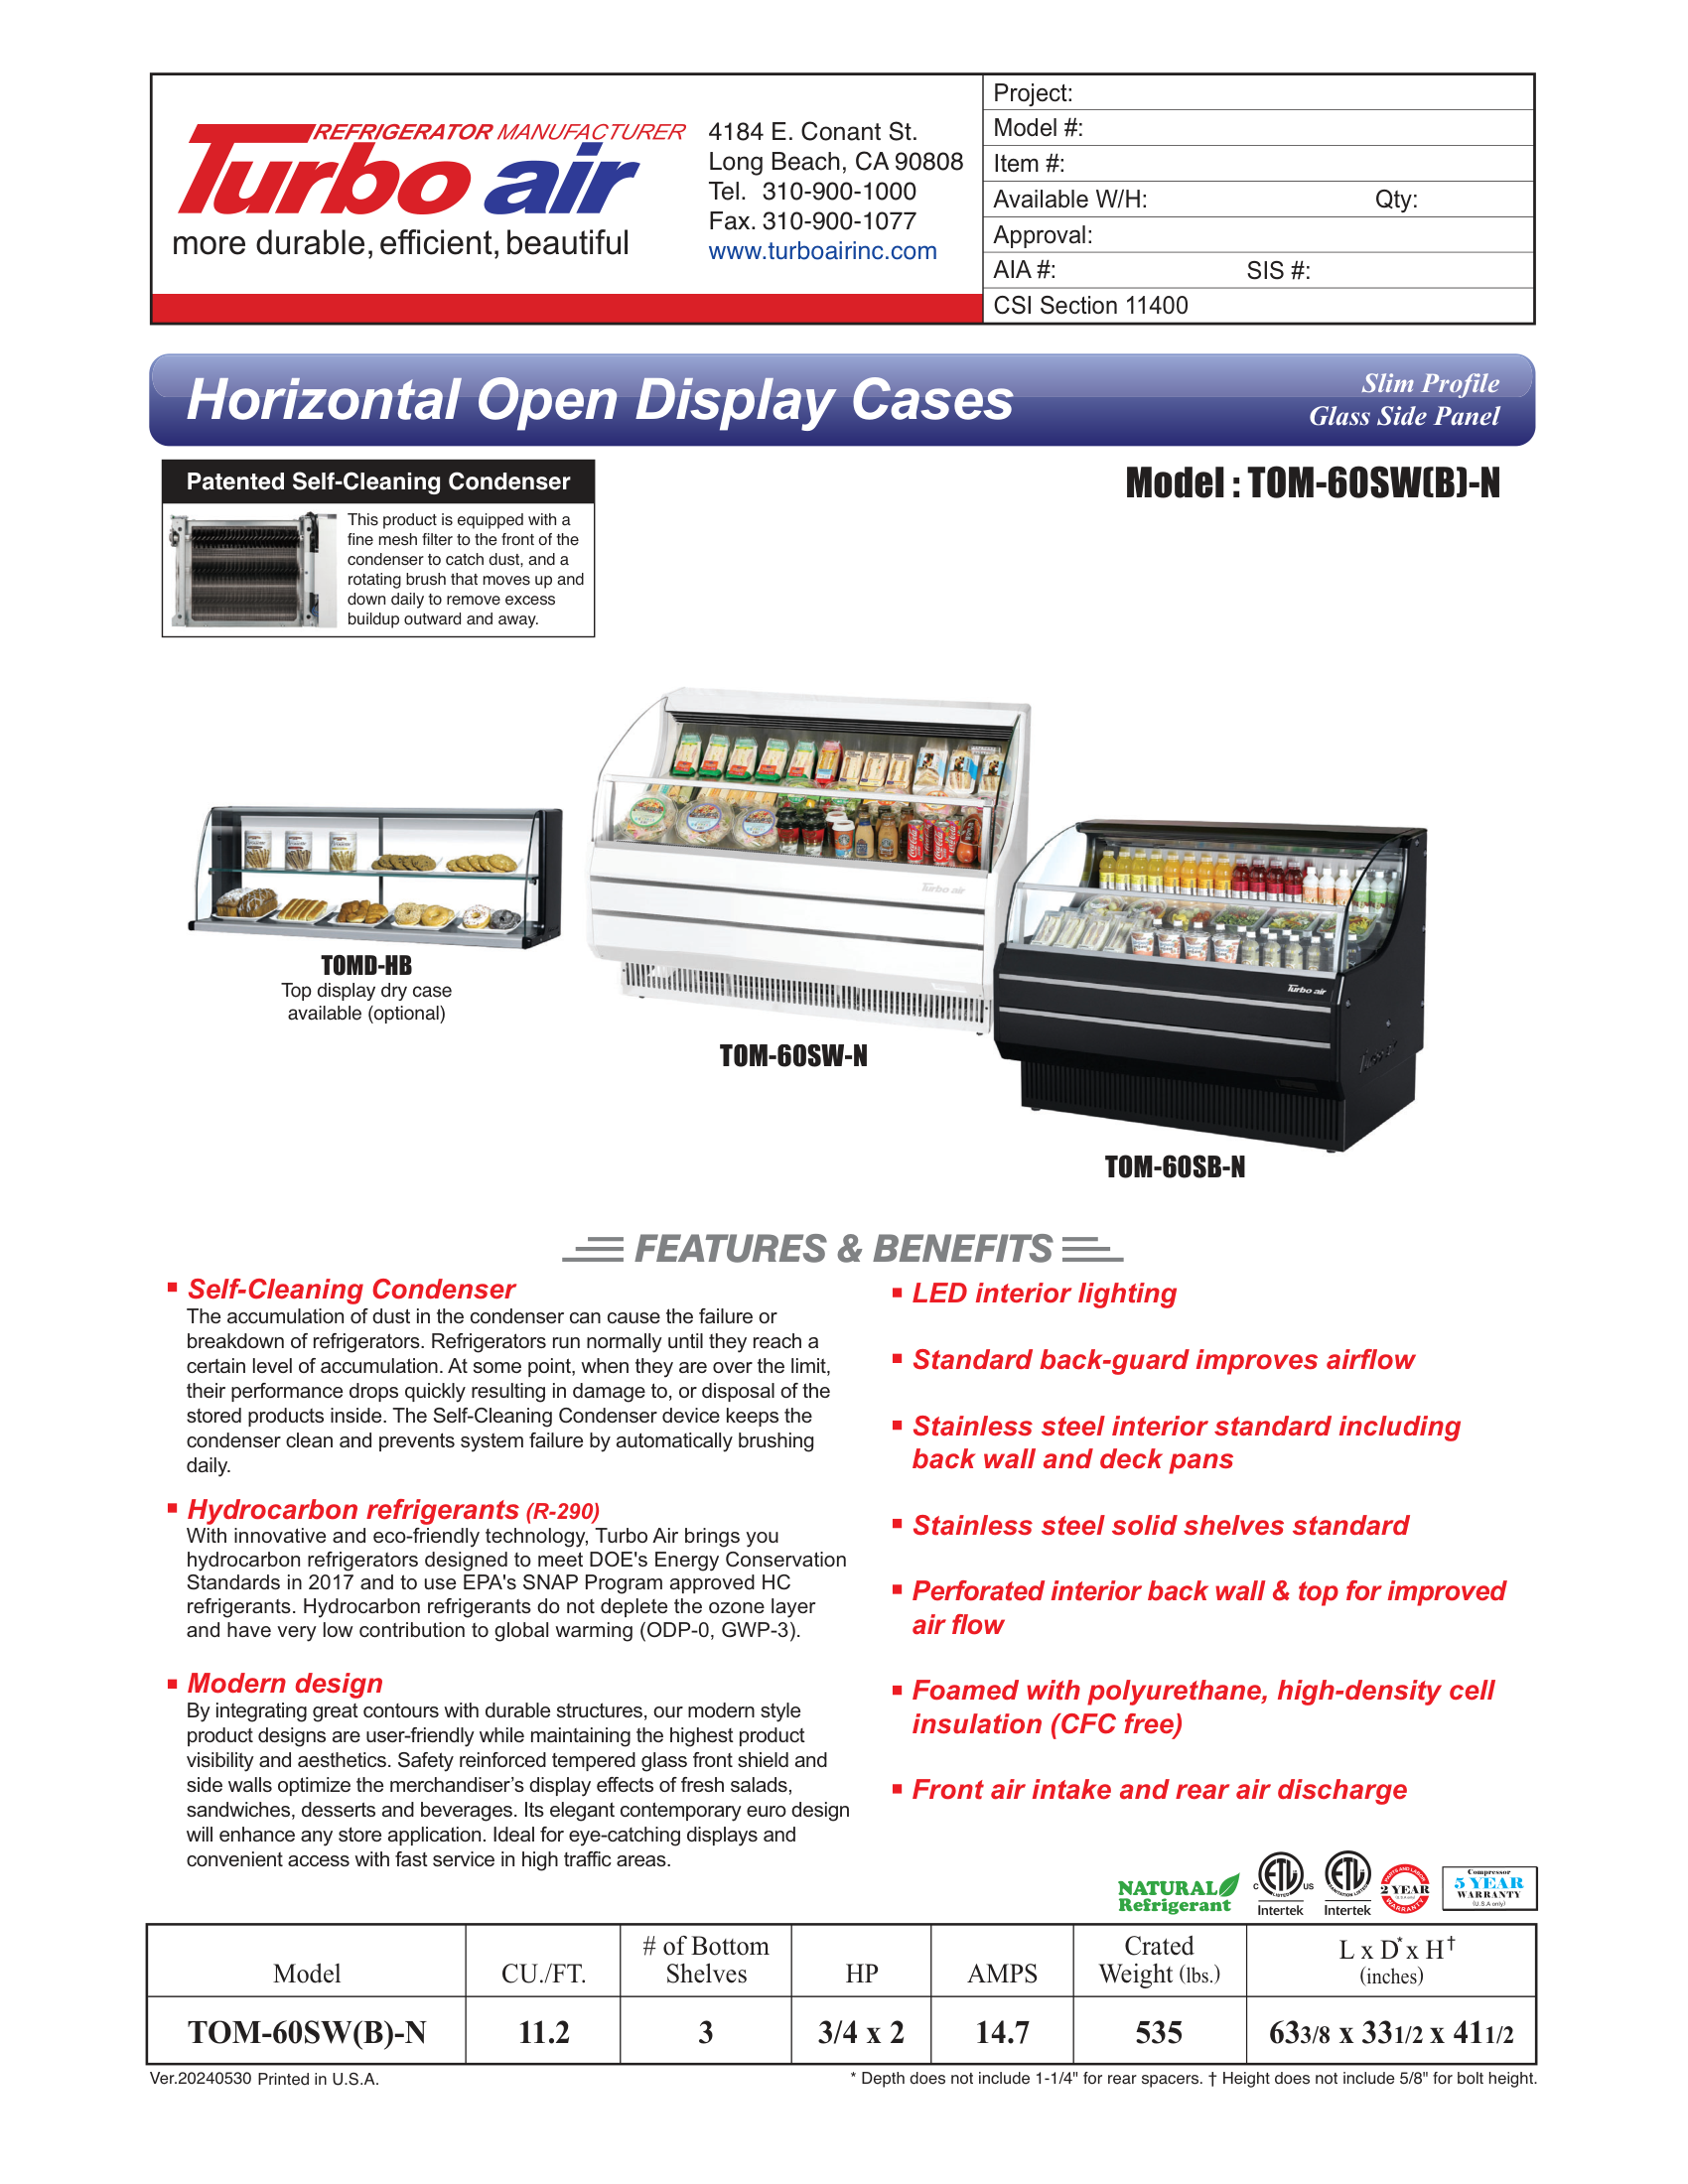 REFRIGERATOR MANUFACTURER
Turbo air
more durable, efficient, beautiful
4184 E. Conant St.
Long Beach, CA 90808
Tel. 310-900-1000
Fax. 310-900-1077
www.turboairinc.com
Project:
Model #:
Item #:
Available W/H: Qty:
Approval:
AIA #: SIS #:
CSI Section 11400
Horizontal Open Display Cases
Slim Profile
Glass Side Panel
Patented Self-Cleaning Condenser
This product is equipped with a
fine mesh filter to the front of the
condenser to catch dust, and a
rotating brush that moves up and
down daily to remove excess
buildup outward and away.
Model : TOM-60SW(B)-N
TOMD-HB
Top display dry case
available (optional)
Turbo air
TOM-60SW-N
Turbo air
TOM-60SB-N
FEATURES & BENEFITS
▪ Self-Cleaning Condenser
The accumulation of dust in the condenser can cause the failure or
breakdown of refrigerators. Refrigerators run normally until they reach a
certain level of accumulation. At some point, when they are over the limit,
their performance drops quickly resulting in damage to, or disposal of the
stored products inside. The Self-Cleaning Condenser device keeps the
condenser clean and prevents system failure by automatically brushing
daily.
▪ Hydrocarbon refrigerants (R-290)
With innovative and eco-friendly technology, Turbo Air brings you
hydrocarbon refrigerators designed to meet DOE's Energy Conservation
Standards in 2017 and to use EPA's SNAP Program approved HC
refrigerants. Hydrocarbon refrigerants do not deplete the ozone layer
and have very low contribution to global warming (ODP-0, GWP-3).
▪ Modern design
By integrating great contours with durable structures, our modern style
product designs are user-friendly while maintaining the highest product
visibility and aesthetics. Safety reinforced tempered glass front shield and
side walls optimize the merchandiser's display effects of fresh salads,
sandwiches, desserts and beverages. Its elegant contemporary euro design
will enhance any store application. Ideal for eye-catching displays and
convenient access with fast service in high traffic areas.
▪ LED interior lighting
▪ Standard back-guard improves airflow
▪ Stainless steel interior standard including
back wall and deck pans
▪ Stainless steel solid shelves standard
▪ Perforated interior back wall & top for improved
air flow
▪ Foamed with polyurethane, high-density cell
insulation (CFC free)
▪ Front air intake and rear air discharge
NATURAL
Refrigerant
C ETL US
LISTED
Intertek
ETL
Intertek
PARTS AND LABOR
2 YEAR
WARRANTY
Compressor
5 YEAR
WARRANTY
(U.S.A only)
Model CU./FT. # of Bottom Shelves HP AMPS Crated Weight (lbs.) L x D* x H† (inches)
TOM-60SW(B)-N 11.2 3 3/4 x 2 14.7 535 63 3/8 x 33 1/2 x 41 1/2
Ver.20240530 Printed in U.S.A.
* Depth does not include 1-1/4" for rear spacers. † Height does not include 5/8" for bolt height.